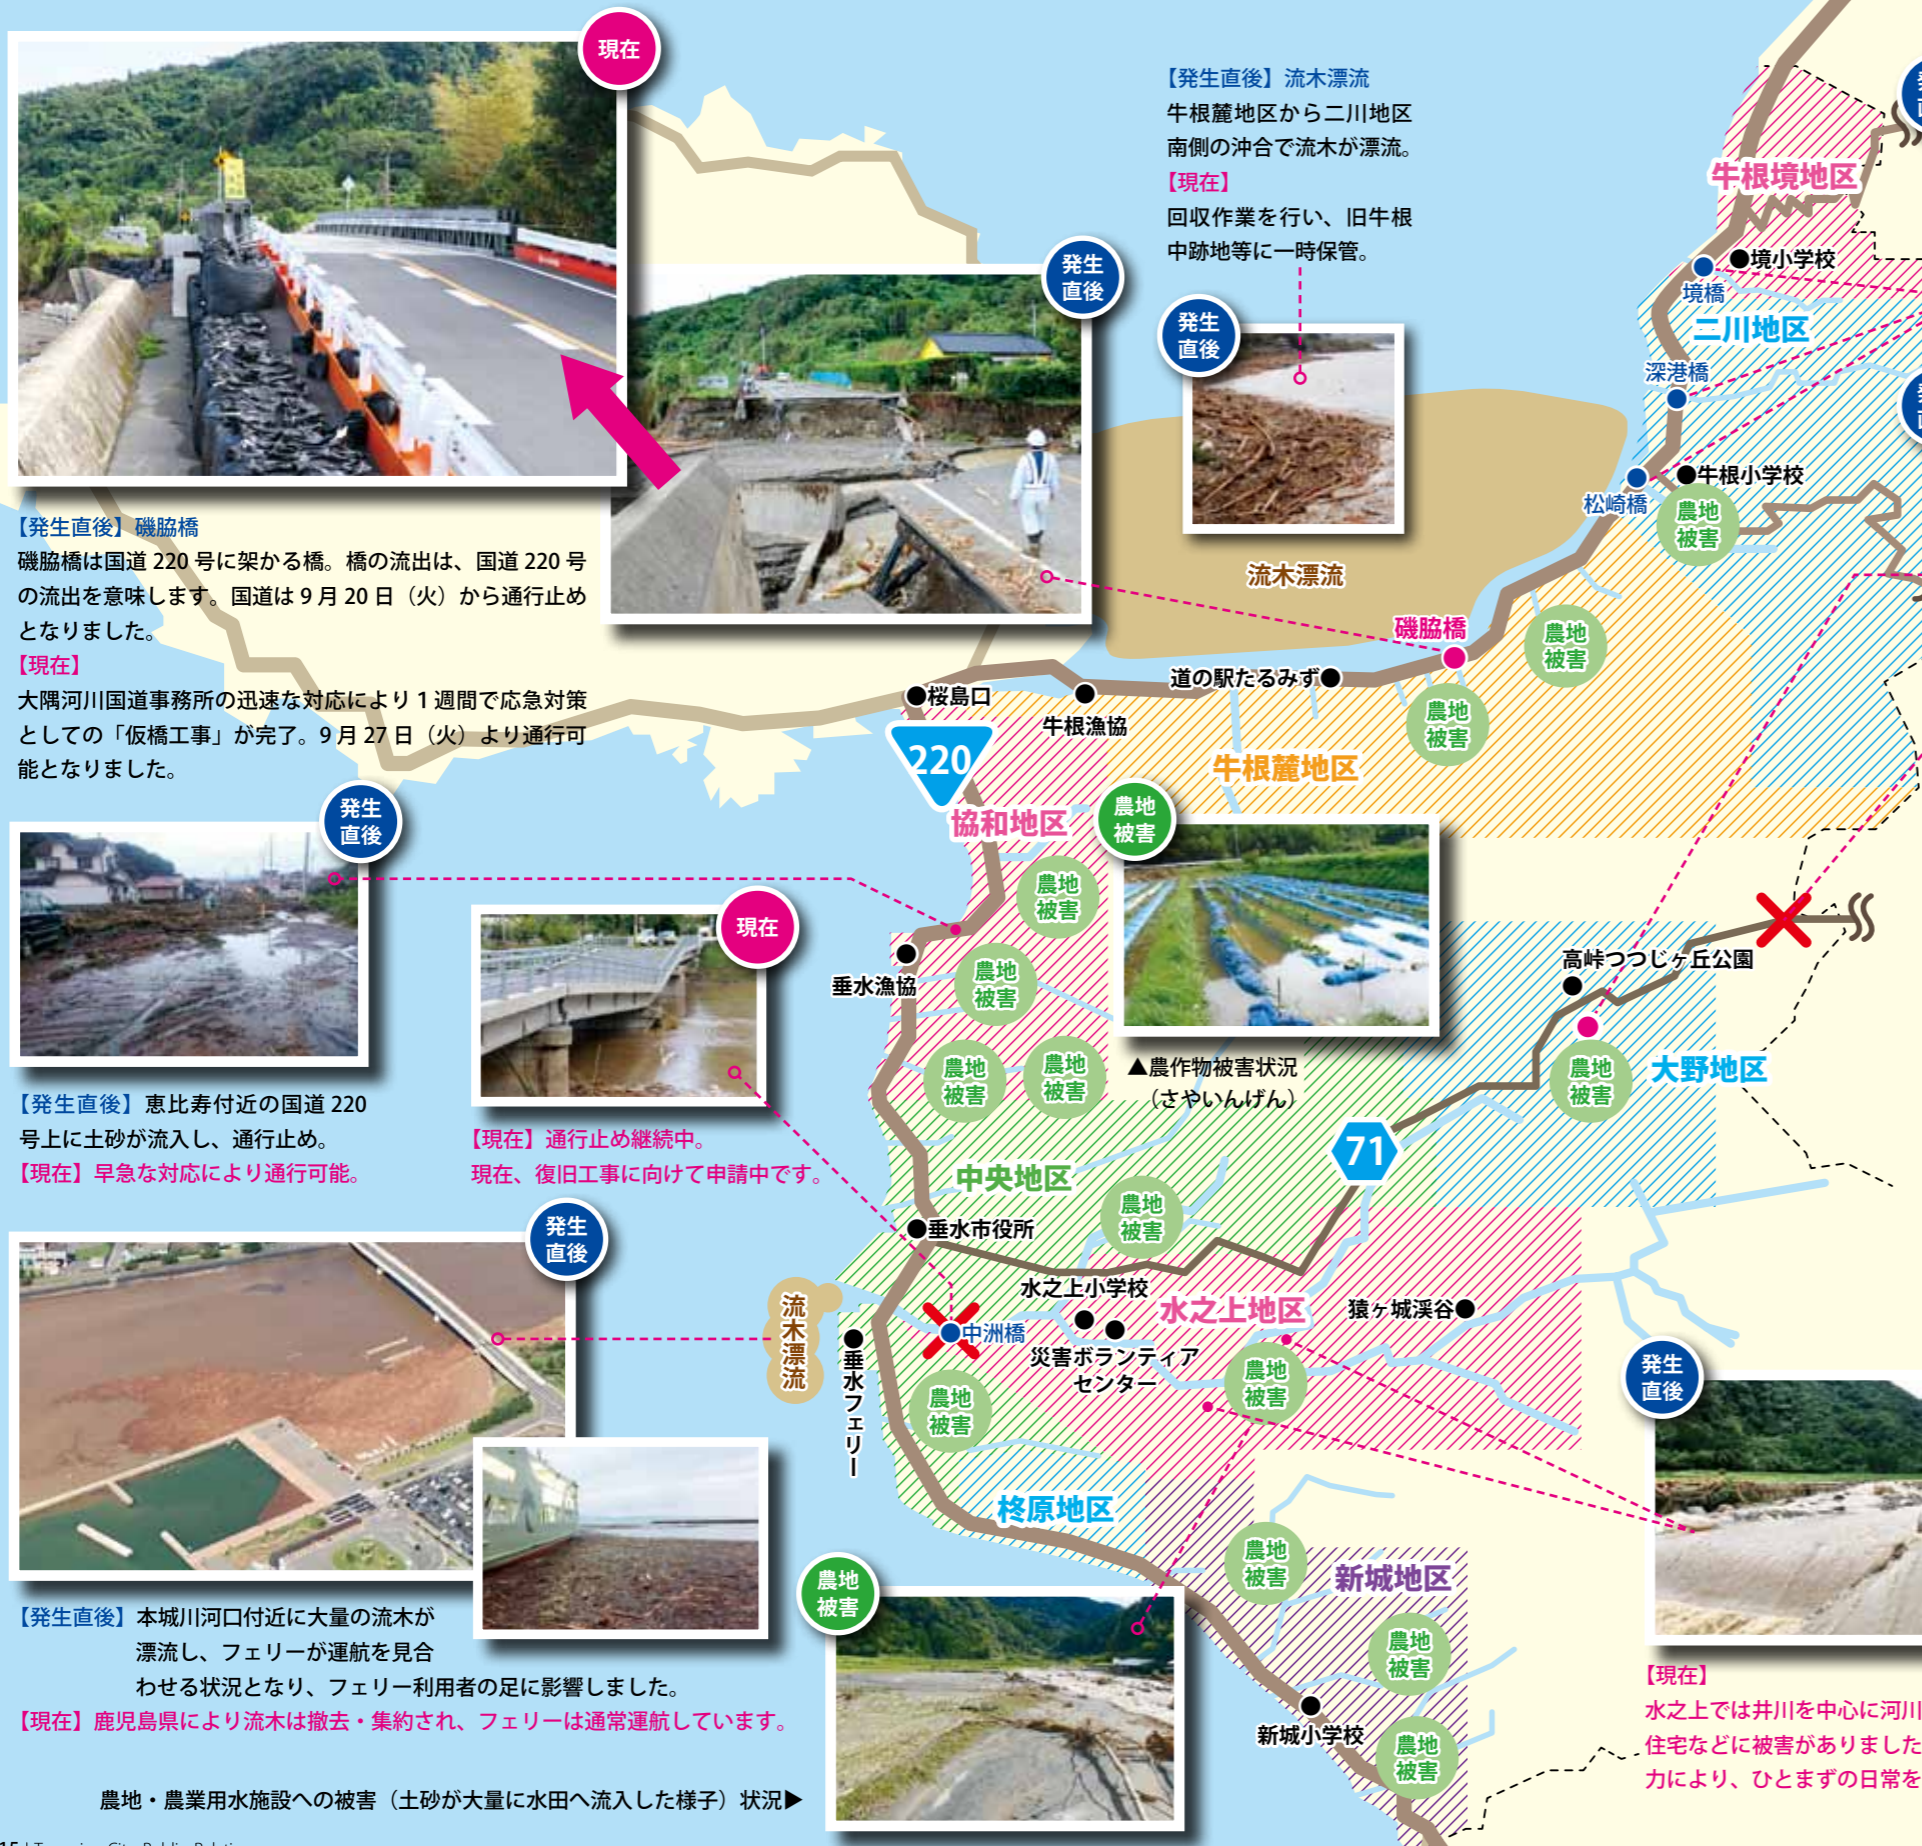 現在
発生
直後
【発生直後】磯脇橋
磯脇橋は国道 220 号に架かる橋。橋の流出は、国道 220 号
の流出を意味します。国道は 9 月 20 日（火）から通行止め
となりました。
【現在】
大隅河川国道事務所の迅速な対応により 1 週間で応急対策
としての「仮橋工事」が完了。9 月 27 日（火）より通行可
能となりました。
【発生直後】流木漂流
牛根麓地区から二川地区
南側の沖合で流木が漂流。
【現在】
回収作業を行い、旧牛根
中跡地等に一時保管。
発生
直後
流木漂流
牛根境地区
境小学校
境橋
二川地区
深港橋
牛根小学校
松崎橋
農地
被害
磯脇橋
農地
被害
道の駅たるみず
農地
被害
桜島口
牛根漁協
220
牛根麓地区
協和地区
発生
直後
【発生直後】恵比寿付近の国道 220
号上に土砂が流入し、通行止め。
【現在】早急な対応により通行可能。
現在
【現在】通行止め継続中。
現在、復旧工事に向けて申請中です。
農地
被害
▲農作物被害状況
（さやいんげん）
農地
被害
垂水漁協
農地
被害
農地
被害
農地
被害
高峠つつじヶ丘公園
農地
被害
大野地区
71
中央地区
農地
被害
垂水市役所
水之上小学校
水之上地区
猿ヶ城渓谷
中洲橋
災害ボランティア
センター
農地
被害
流木漂流
垂水フェリー
農地
被害
柊原地区
農地
被害
新城地区
農地
被害
新城小学校
農地
被害
発生
直後
【発生直後】本城川河口付近に大量の流木が
漂流し、フェリーが運航を見合
わせる状況となり、フェリー利用者の足に影響しました。
【現在】鹿児島県により流木は撤去・集約され、フェリーは通常運航しています。
農地
被害
農地・農業用水施設への被害（土砂が大量に水田へ流入した様子）状況▶
発生
直後
【現在】
水之上では井川を中心に河川
住宅などに被害がありました
力により、ひとまずの日常を